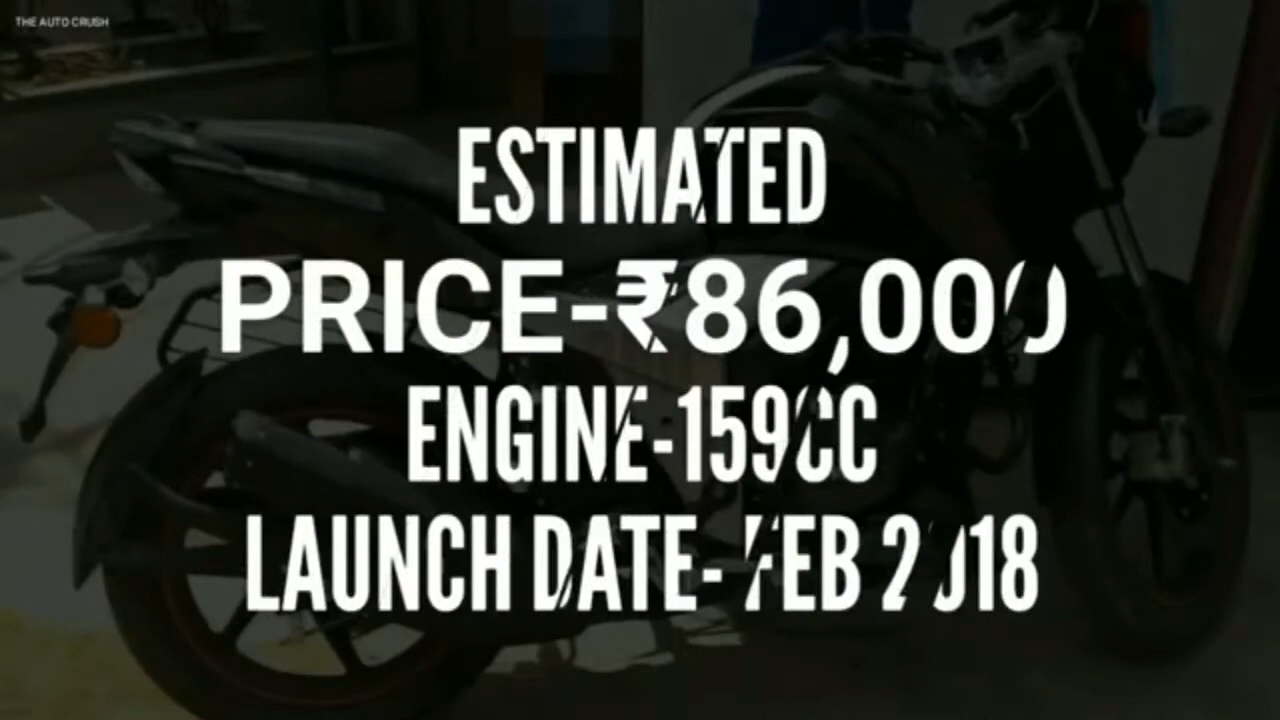 THE AUTO CRUSH
ESTIMATED
PRICE-₹86,000
ENGINE-159CC
LAUNCH DATE- FEB 2018